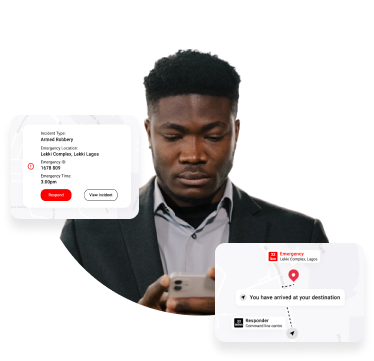 Incident Type:
Armed Robbery
Emergency Location:
Lekki Complex, Lekki Lagos
Emergency ID
1678 009
Emergency Time:
3:00pm
Respond
View Incident
Emergency
Lekki Complex, Lagos
You have arrived at your destination
Responder
Command line centre